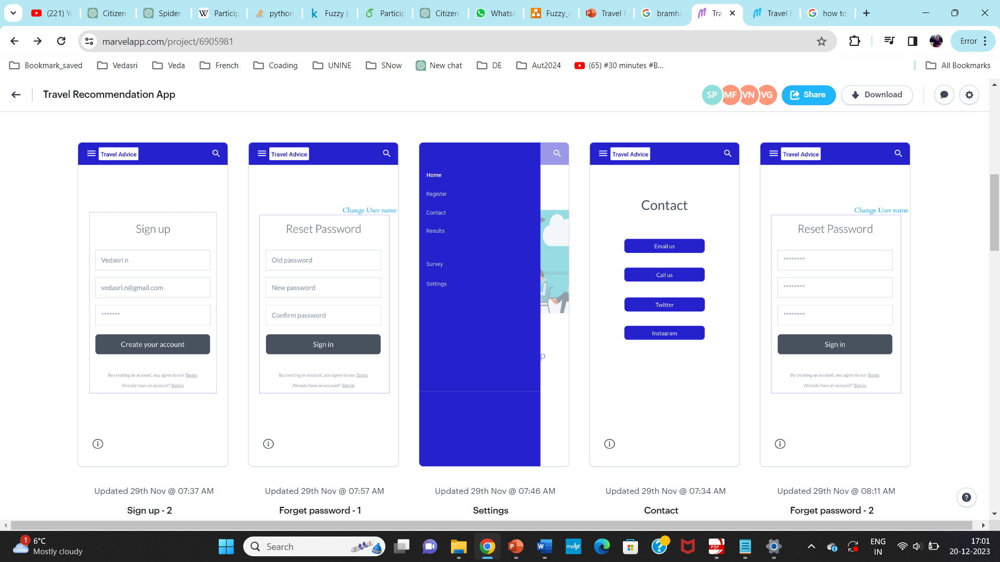 (221) Yo
Citizen-
Spider
Particip
python
Fuzzy |
Particip
Citizen-
WhatsA
Fuzzy_c
Travel R
bramha
Tra
Travel R
how to
marvelapp.com/project/6905981
Error
Bookmark_saved
Vedasri
Veda
French
Coading
UNINE
SNow
New chat
DE
Aut2024
(65) #30 minutes #B...
All Bookmarks
Travel Recommendation App
SP
MF
VN
VG
Share
Download
Travel Advice
Sign up
Vedasri n
vedasri.n@gmail.com
*******
Create your account
By creating an account, you agree to our Terms
Already have an account? Sign in
Updated 29th Nov @ 07:37 AM
Sign up - 2
Travel Advice
Change User name
Reset Password
Old password
New password
Confirm password
Sign in
By creating an account, you agree to our Terms
Already have an account? Sign in
Updated 29th Nov @ 07:57 AM
Forget password - 1
Home
Register
Contact
Results
Survey
Settings
p
Updated 29th Nov @ 07:46 AM
Settings
Travel Advice
Contact
Email us
Call us
Twitter
Instagram
Updated 29th Nov @ 07:34 AM
Contact
Travel Advice
Change User name
Reset Password
********
********
********
Sign in
By creating an account, you agree to our Terms
Already have an account? Sign in
Updated 29th Nov @ 08:11 AM
Forget password - 2
1
6°C
Mostly cloudy
Search
myhp
PDF
ENG
IN
17:01
20-12-2023